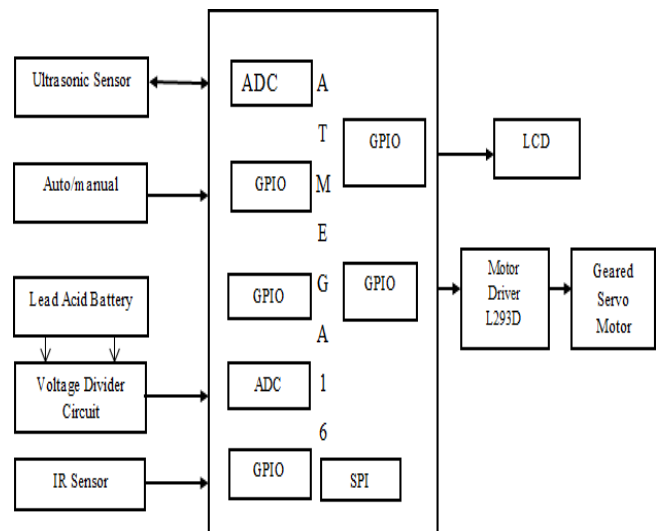 Ultrasonic Sensor
Auto/manual
Lead Acid Battery
Voltage Divider
Circuit
IR Sensor
ADC
GPIO
GPIO
ADC
GPIO
A
T
M
E
G
A
1
6
GPIO
GPIO
SPI
LCD
Motor
Driver
L293D
Geared
Servo
Motor